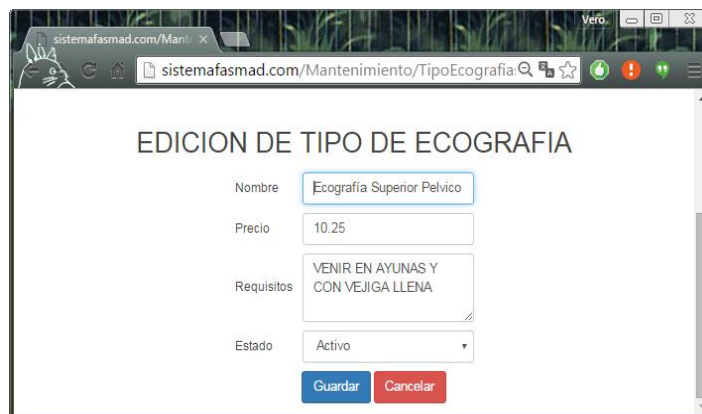 Vero.
sistemafasmad.com/Mant
sistemafasmad.com/Mantenimiento/TipoEcografia
EDICION DE TIPO DE ECOGRAFIA
Nombre
Ecografía Superior Pelvico
Precio
10.25
Requisitos
VENIR EN AYUNAS Y
CON VEJIGA LLENA
Estado
Activo
Guardar Cancelar